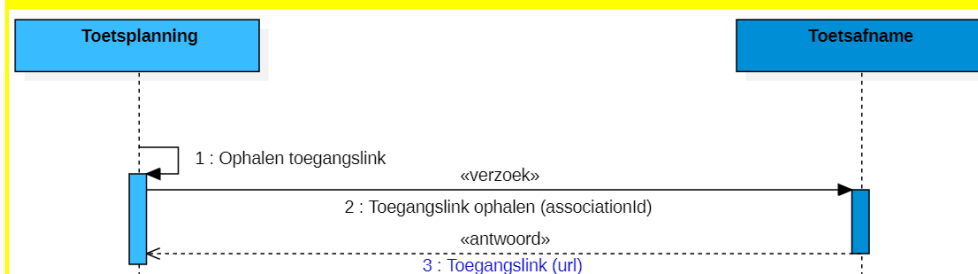 Toetsplanning
Toetsafname
1 : Ophalen toegangslink
«verzoek»
2 : Toegangslink ophalen (associationId)
«antwoord»
3 : Toegangslink (url)